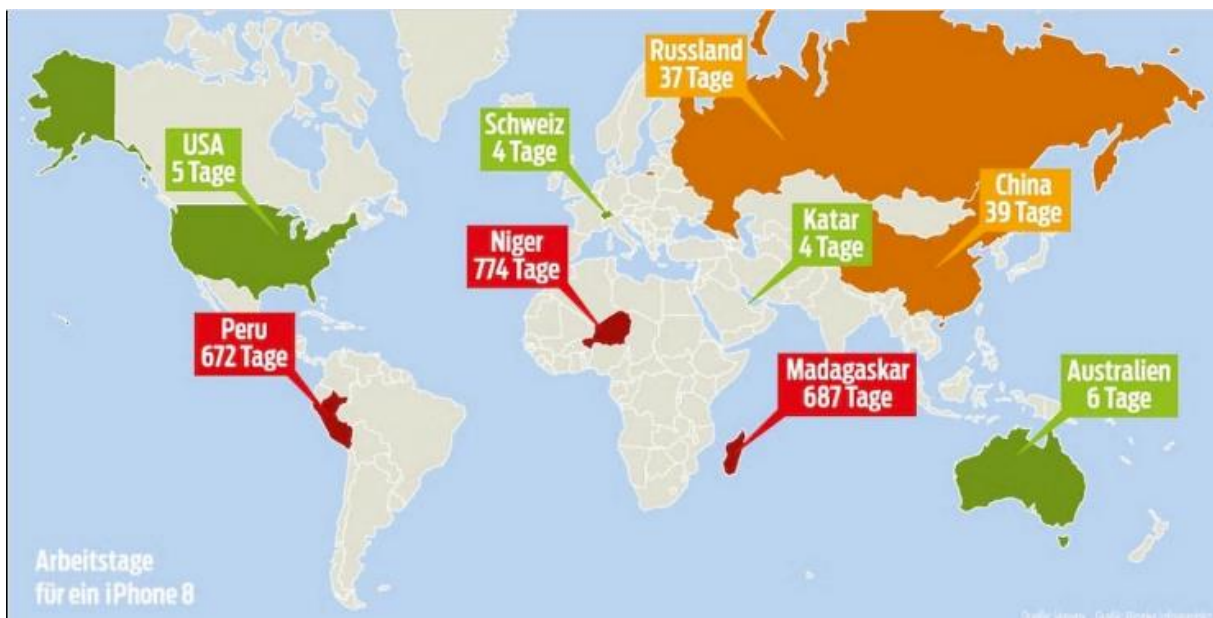 Russland
37 Tage
Schweiz
4 Tage
USA
5 Tage
China
39 Tage
Katar
4 Tage
Niger
774 Tage
Peru
672 Tage
Madagaskar
687 Tage
Australien
6 Tage
Arbeitstage
für ein iPhone 8